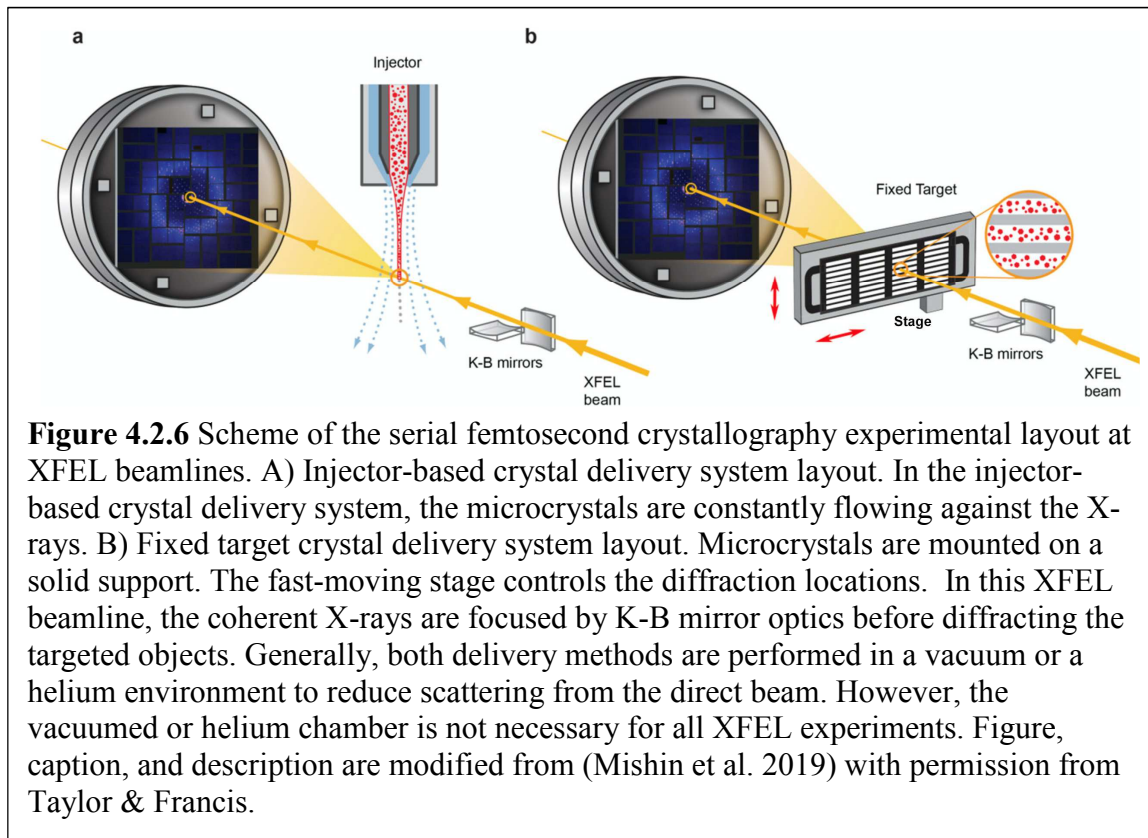 a
b
Injector
Fixed Target
Stage
K-B mirrors
XFEL
beam
K-B mirrors
XFEL
beam
Figure 4.2.6 Scheme of the serial femtosecond crystallography experimental layout at
XFEL beamlines. A) Injector-based crystal delivery system layout. In the injector-
based crystal delivery system, the microcrystals are constantly flowing against the X-
rays. B) Fixed target crystal delivery system layout. Microcrystals are mounted on a
solid support. The fast-moving stage controls the diffraction locations.  In this XFEL
beamline, the coherent X-rays are focused by K-B mirror optics before diffracting the
targeted objects. Generally, both delivery methods are performed in a vacuum or a
helium environment to reduce scattering from the direct beam. However, the
vacuumed or helium chamber is not necessary for all XFEL experiments. Figure,
caption, and description are modified from (Mishin et al. 2019) with permission from
Taylor & Francis.